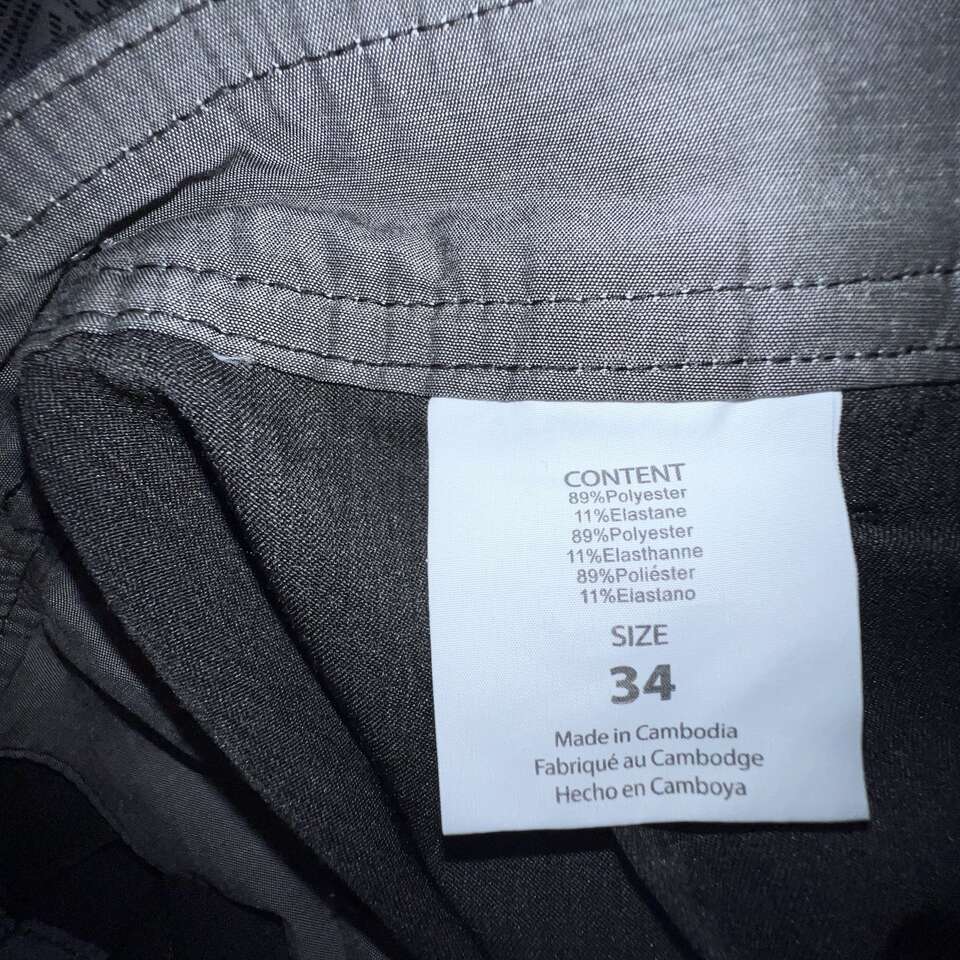 CONTENT
89%Polyester
11%Elastane
89%Polyester
11%Elasthanne
89%Poliéster
11%Elastano
SIZE
34
Made in Cambodia
Fabriqué au Cambodge
Hecho en Camboya